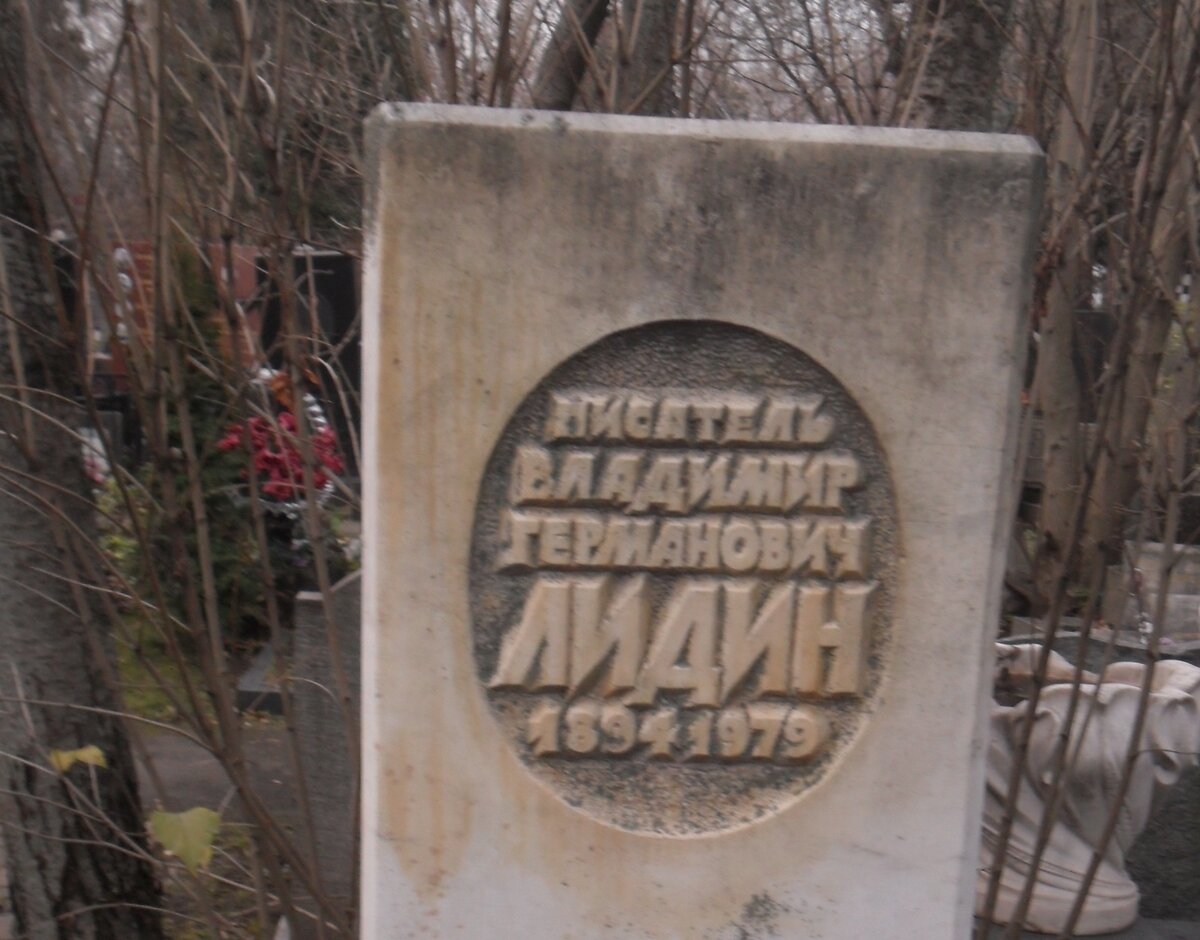 ПИСАТЕЛЬ
ВЛАДИМИР
ГЕРМАНОВИЧ
ЛИДИН
1894 1979